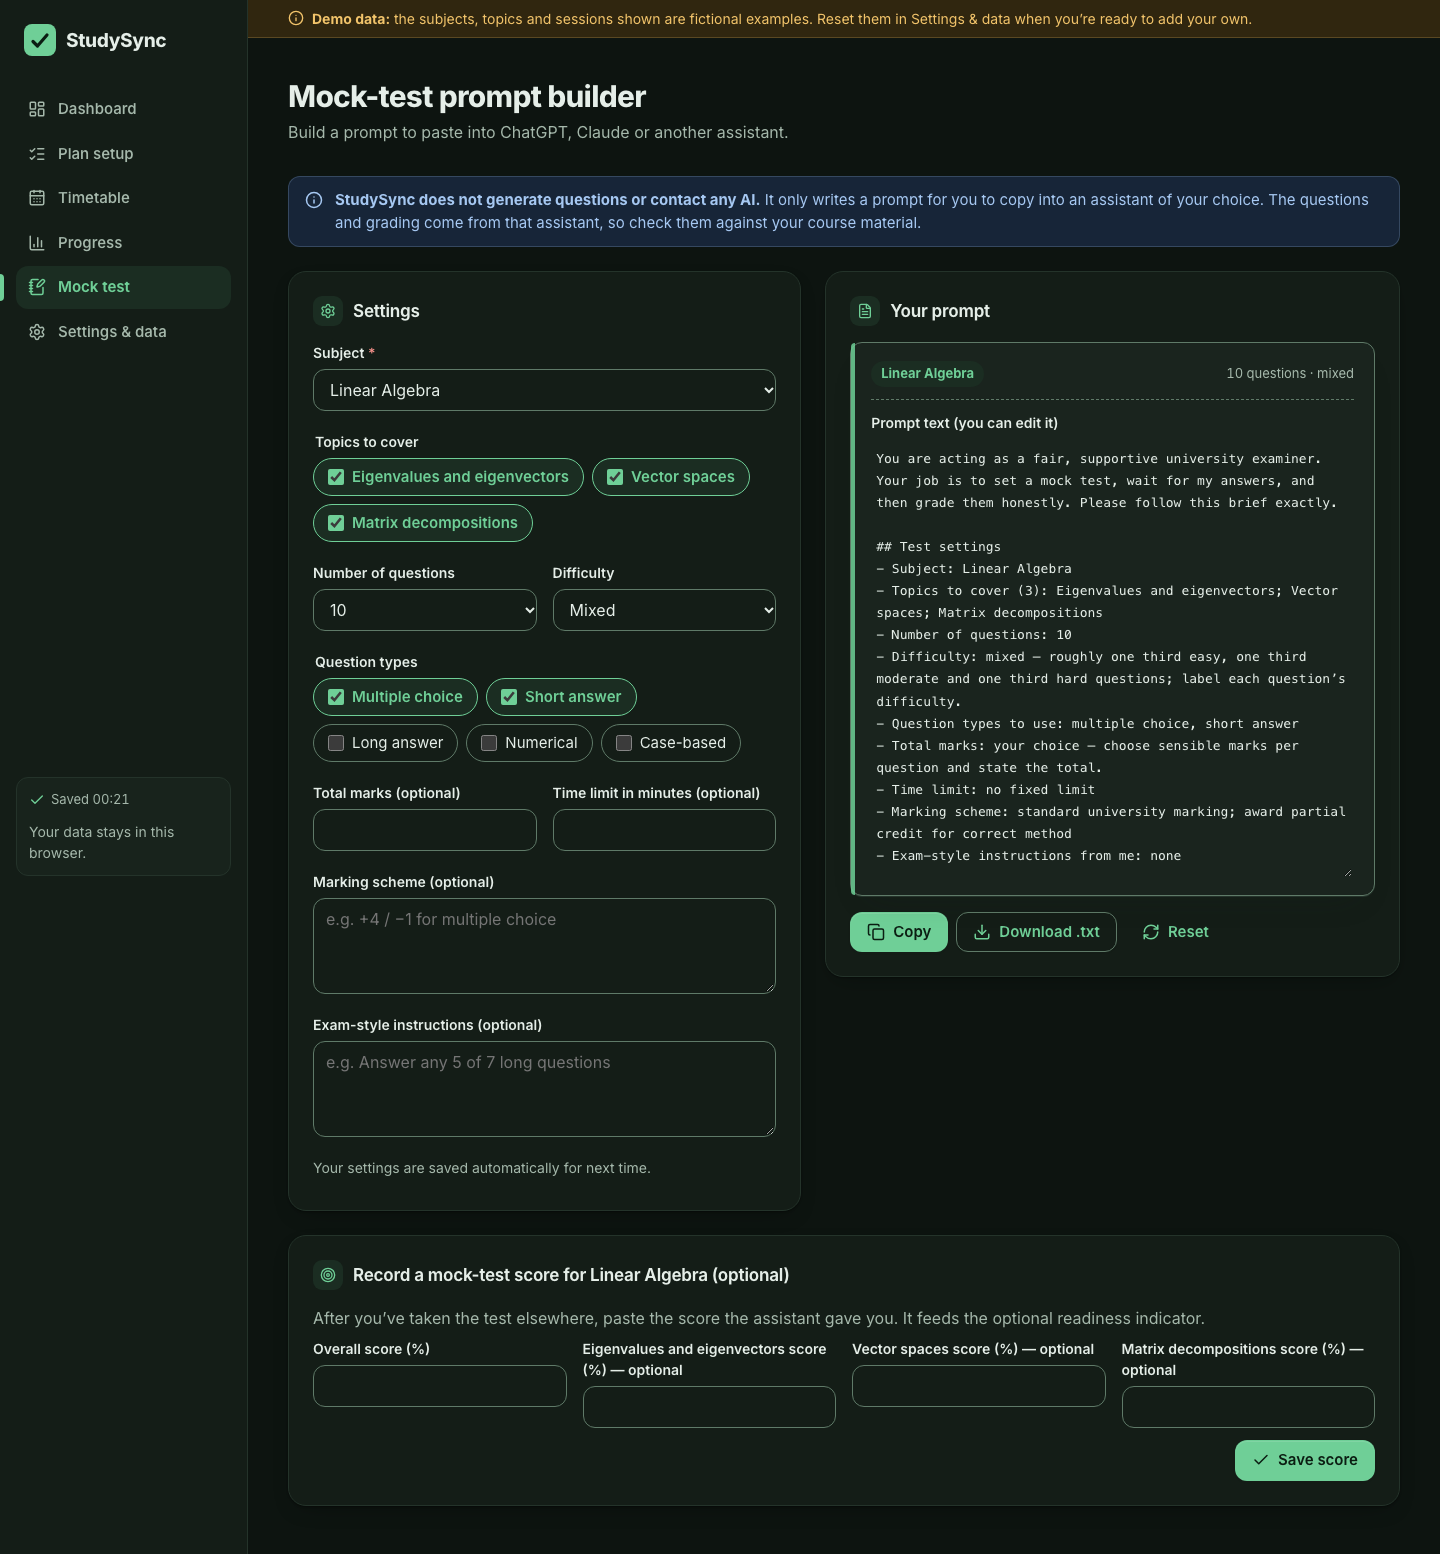 StudySync
Dashboard
Plan setup
Timetable
Progress
Mock test
Settings & data
Saved 00:21
Your data stays in this
browser.
Demo data: the subjects, topics and sessions shown are fictional examples. Reset them in Settings & data when you’re ready to add your own.
Mock-test prompt builder
Build a prompt to paste into ChatGPT, Claude or another assistant.
StudySync does not generate questions or contact any AI. It only writes a prompt for you to copy into an assistant of your choice. The questions
and grading come from that assistant, so check them against your course material.
Settings
Subject *
Linear Algebra
Topics to cover
Eigenvalues and eigenvectors
Vector spaces
Matrix decompositions
Number of questions
Difficulty
10
Mixed
Question types
Multiple choice
Short answer
Long answer
Numerical
Case-based
Total marks (optional)
Time limit in minutes (optional)
Marking scheme (optional)
e.g. +4 / −1 for multiple choice
Exam-style instructions (optional)
e.g. Answer any 5 of 7 long questions
Your settings are saved automatically for next time.
Your prompt
Linear Algebra
10 questions · mixed
Prompt text (you can edit it)
You are acting as a fair, supportive university examiner.
Your job is to set a mock test, wait for my answers, and
then grade them honestly. Please follow this brief exactly.
## Test settings
- Subject: Linear Algebra
- Topics to cover (3): Eigenvalues and eigenvectors; Vector
spaces; Matrix decompositions
- Number of questions: 10
- Difficulty: mixed — roughly one third easy, one third
moderate and one third hard questions; label each question’s
difficulty.
- Question types to use: multiple choice, short answer
- Total marks: your choice — choose sensible marks per
question and state the total.
- Time limit: no fixed limit
- Marking scheme: standard university marking; award partial
credit for correct method
- Exam-style instructions from me: none
Copy
Download .txt
Reset
Record a mock-test score for Linear Algebra (optional)
After you’ve taken the test elsewhere, paste the score the assistant gave you. It feeds the optional readiness indicator.
Overall score (%)
Eigenvalues and eigenvectors score
(%) — optional
Vector spaces score (%) — optional
Matrix decompositions score (%) —
optional
Save score